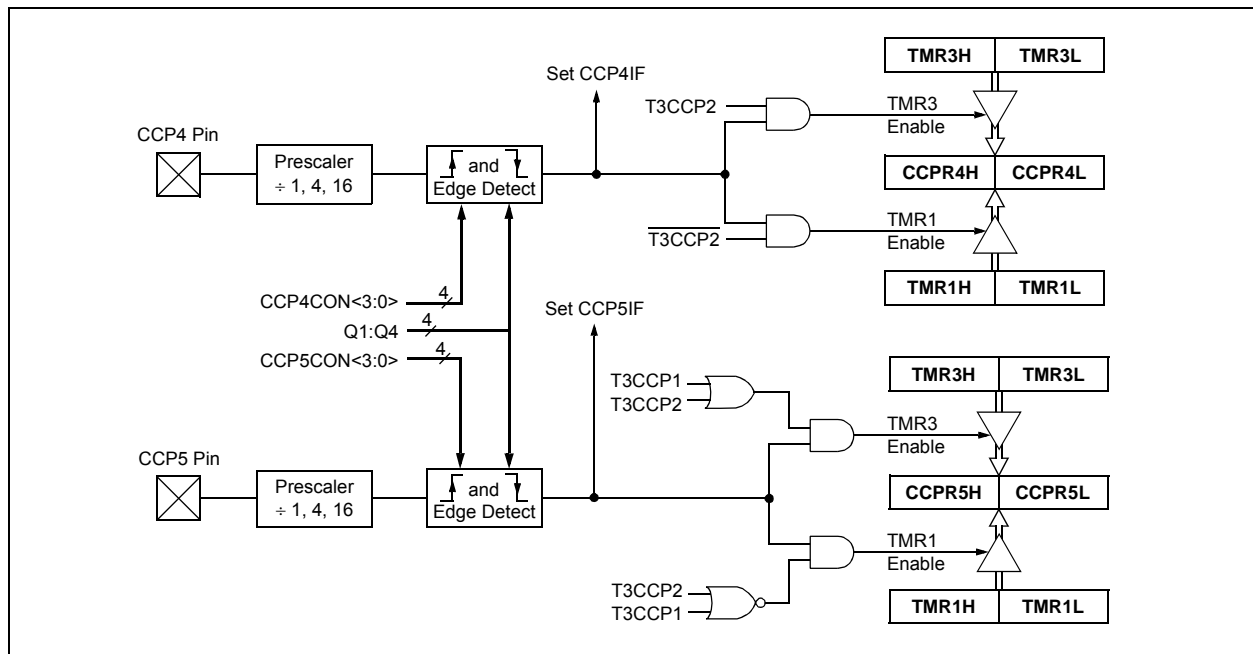 TMR3H TMR3L
Set CCP4IF
T3CCP2
TMR3
Enable
CCP4 Pin
Prescaler
÷ 1, 4, 16
and
Edge Detect
CCPR4H CCPR4L
TMR1
Enable
T3CCP2
TMR1H TMR1L
CCP4CON<3:0> 4
Q1:Q4 4
CCP5CON<3:0> 4
Set CCP5IF
TMR3H TMR3L
T3CCP1
T3CCP2
TMR3
Enable
CCP5 Pin
Prescaler
÷ 1, 4, 16
and
Edge Detect
CCPR5H CCPR5L
TMR1
Enable
T3CCP2
T3CCP1
TMR1H TMR1L